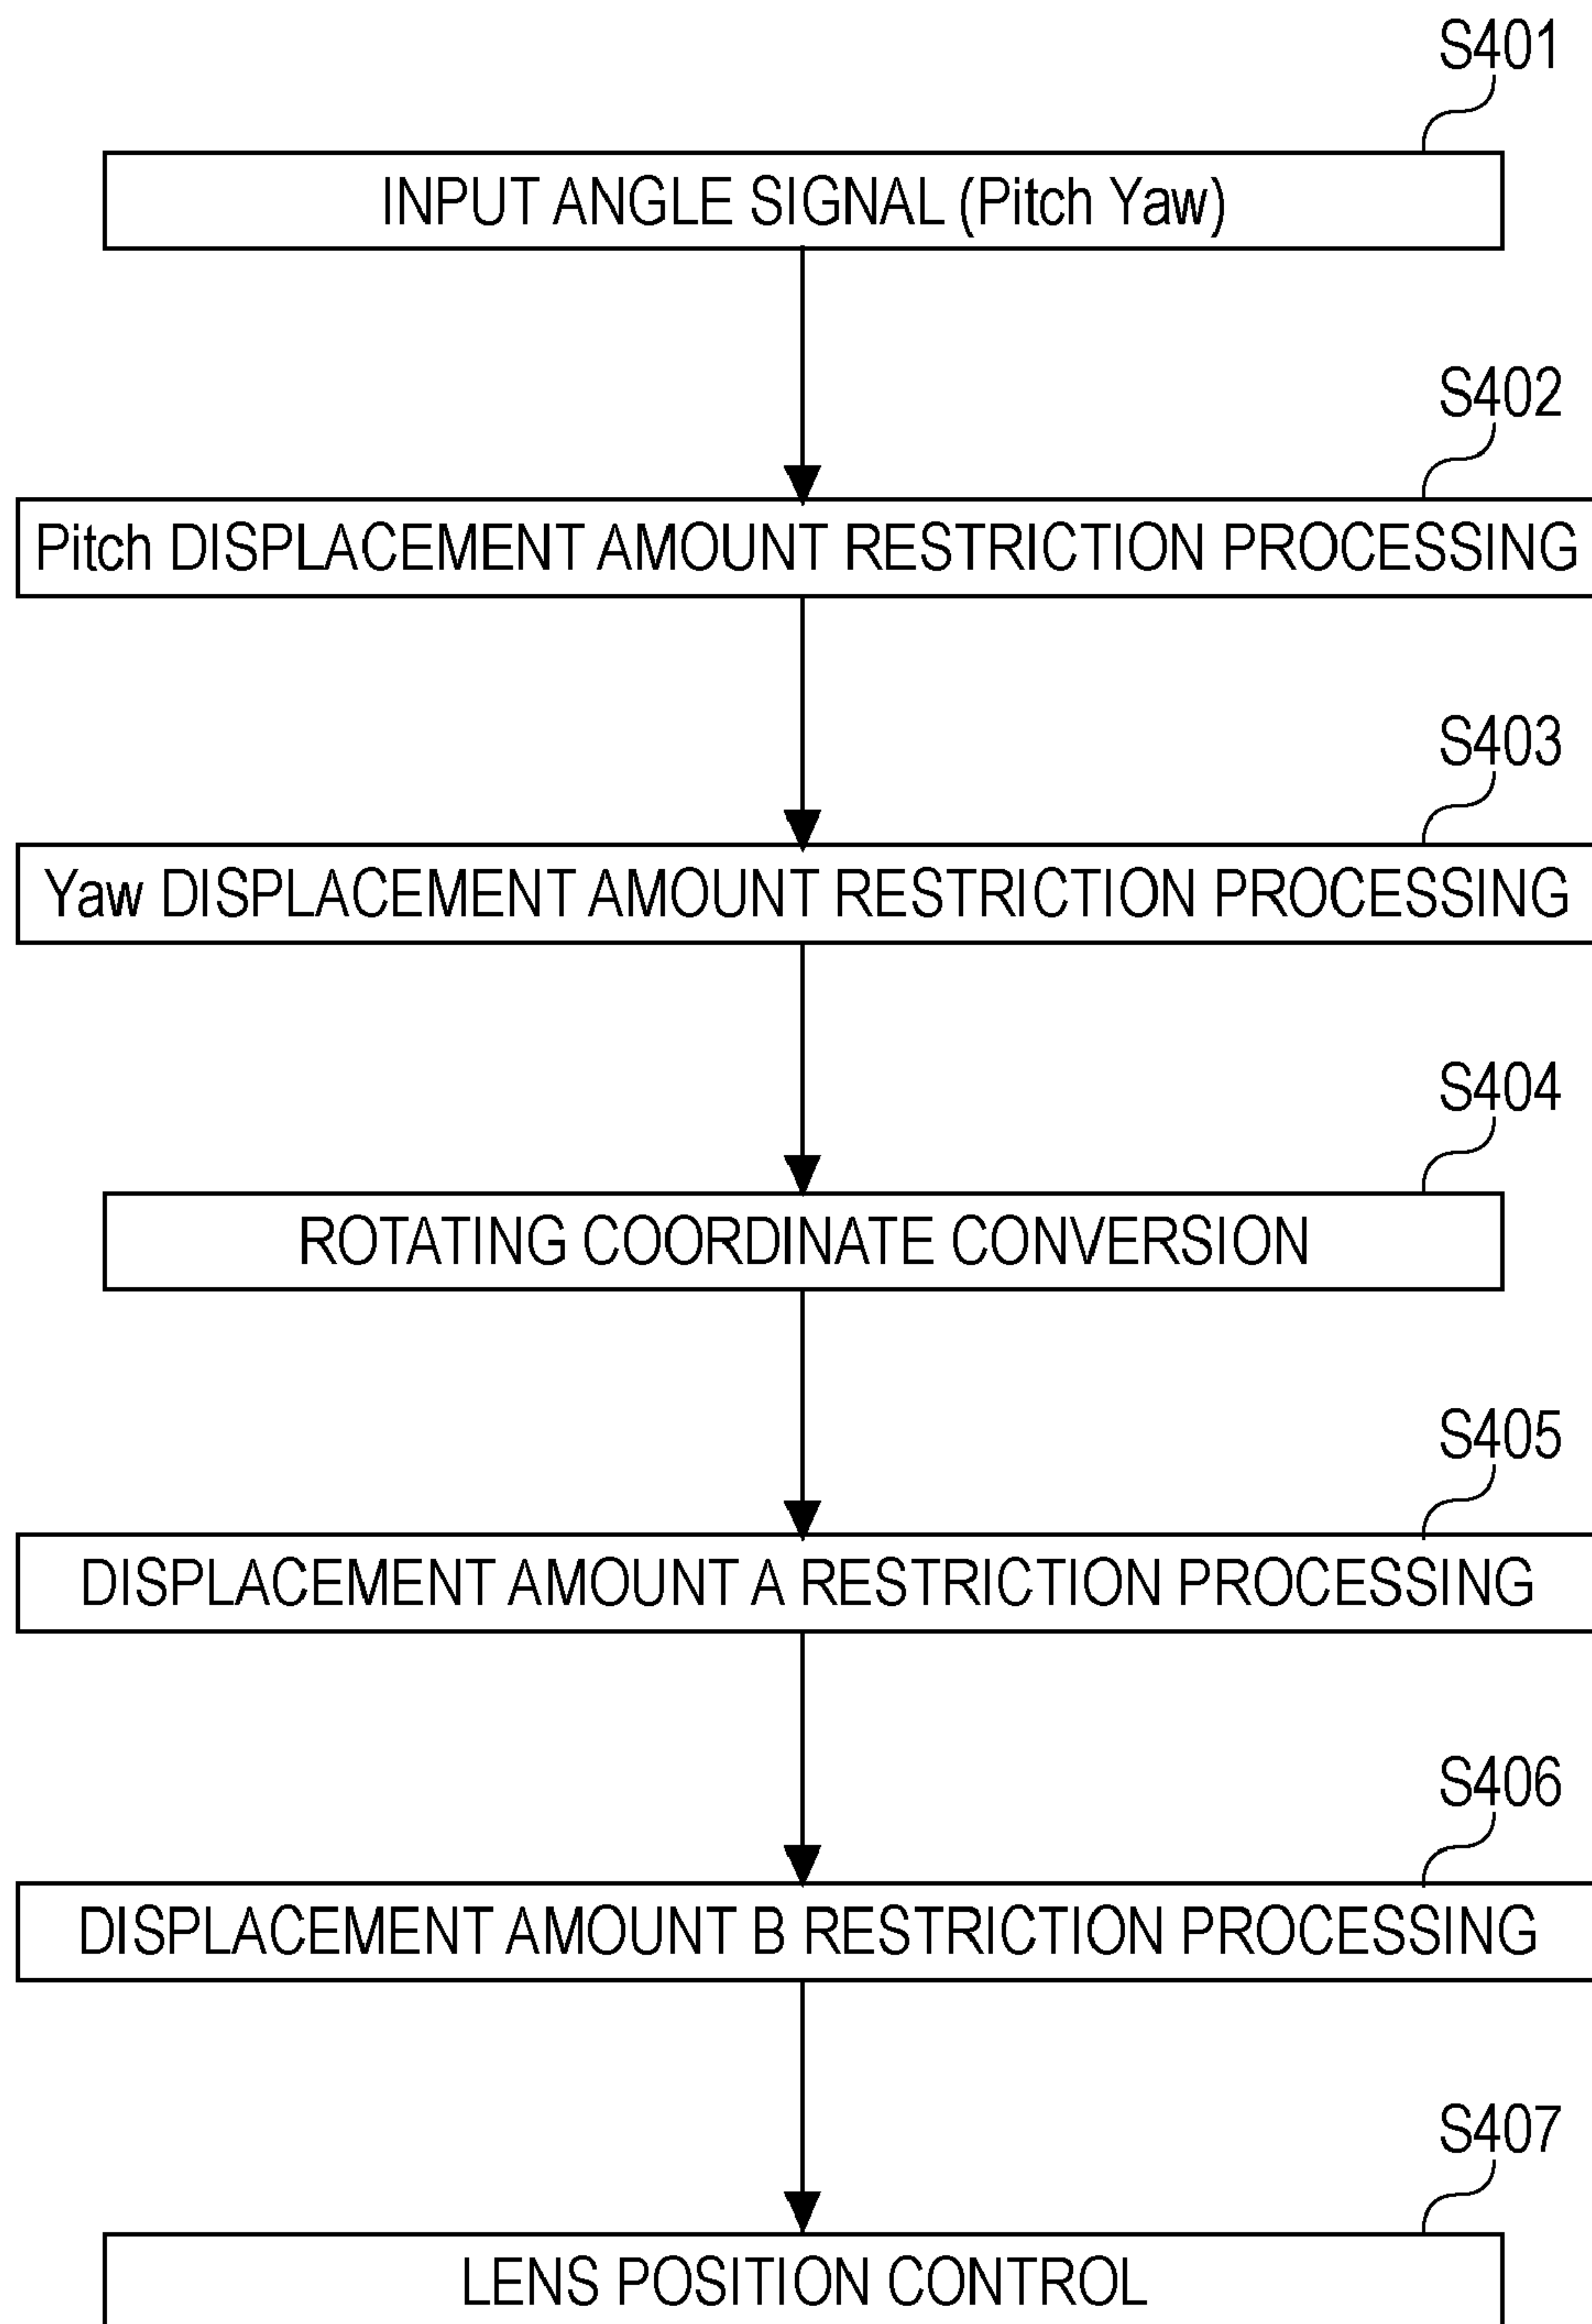 S401
INPUT ANGLE SIGNAL (Pitch Yaw)
S402
Pitch DISPLACEMENT AMOUNT RESTRICTION PROCESSING
S403
Yaw DISPLACEMENT AMOUNT RESTRICTION PROCESSING
S404
ROTATING COORDINATE CONVERSION
S405
DISPLACEMENT AMOUNT A RESTRICTION PROCESSING
S406
DISPLACEMENT AMOUNT B RESTRICTION PROCESSING
S407
LENS POSITION CONTROL